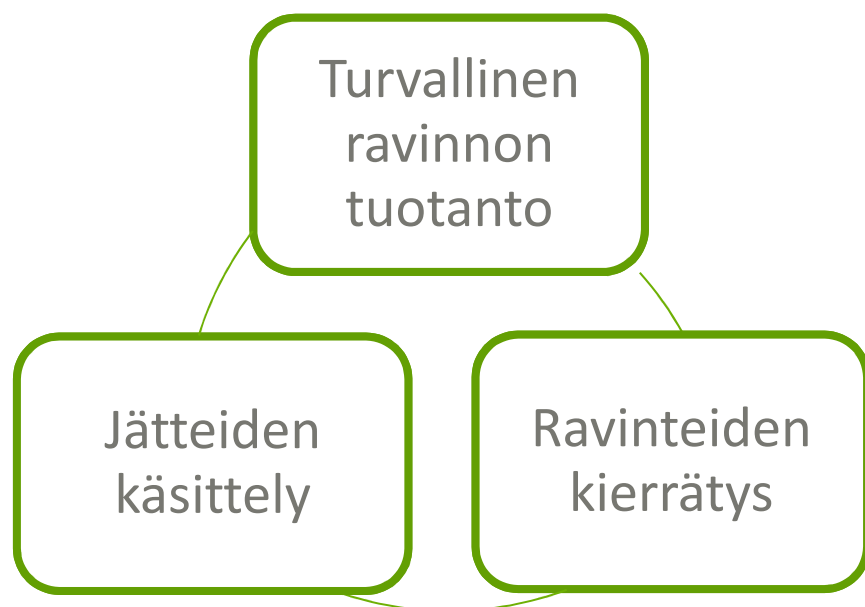 Turvallinen
ravinnon
tuotanto
Jätteiden
käsittely
Ravinteiden
kierrätys